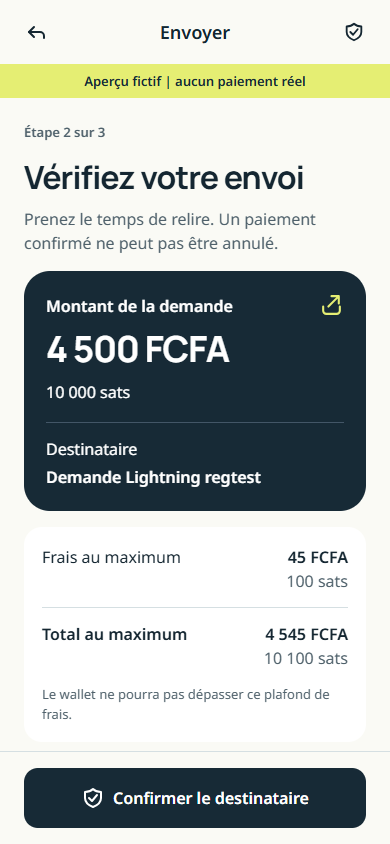 Envoyer
Aperçu fictif | aucun paiement réel
Étape 2 sur 3
Vérifiez votre envoi
Prenez le temps de relire. Un paiement
confirmé ne peut pas être annulé.
Montant de la demande
4 500 FCFA
10 000 sats
Destinataire
Demande Lightning regtest
Frais au maximum 45 FCFA
100 sats
Total au maximum 4 545 FCFA
10 100 sats
Le wallet ne pourra pas dépasser ce plafond de
frais.
Confirmer le destinataire